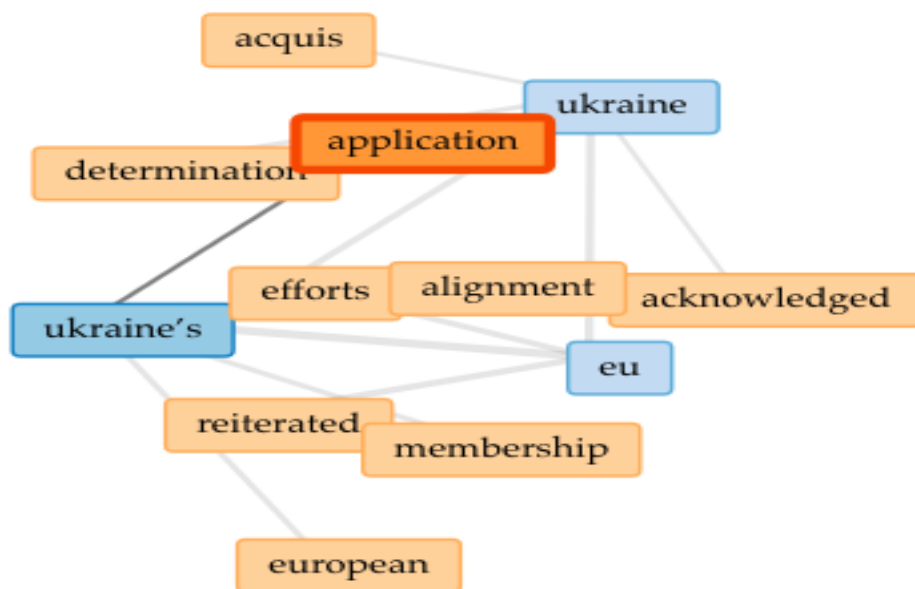 acquis
ukraine
application
determination
efforts
alignment
acknowledged
ukraine’s
eu
reiterated
membership
european